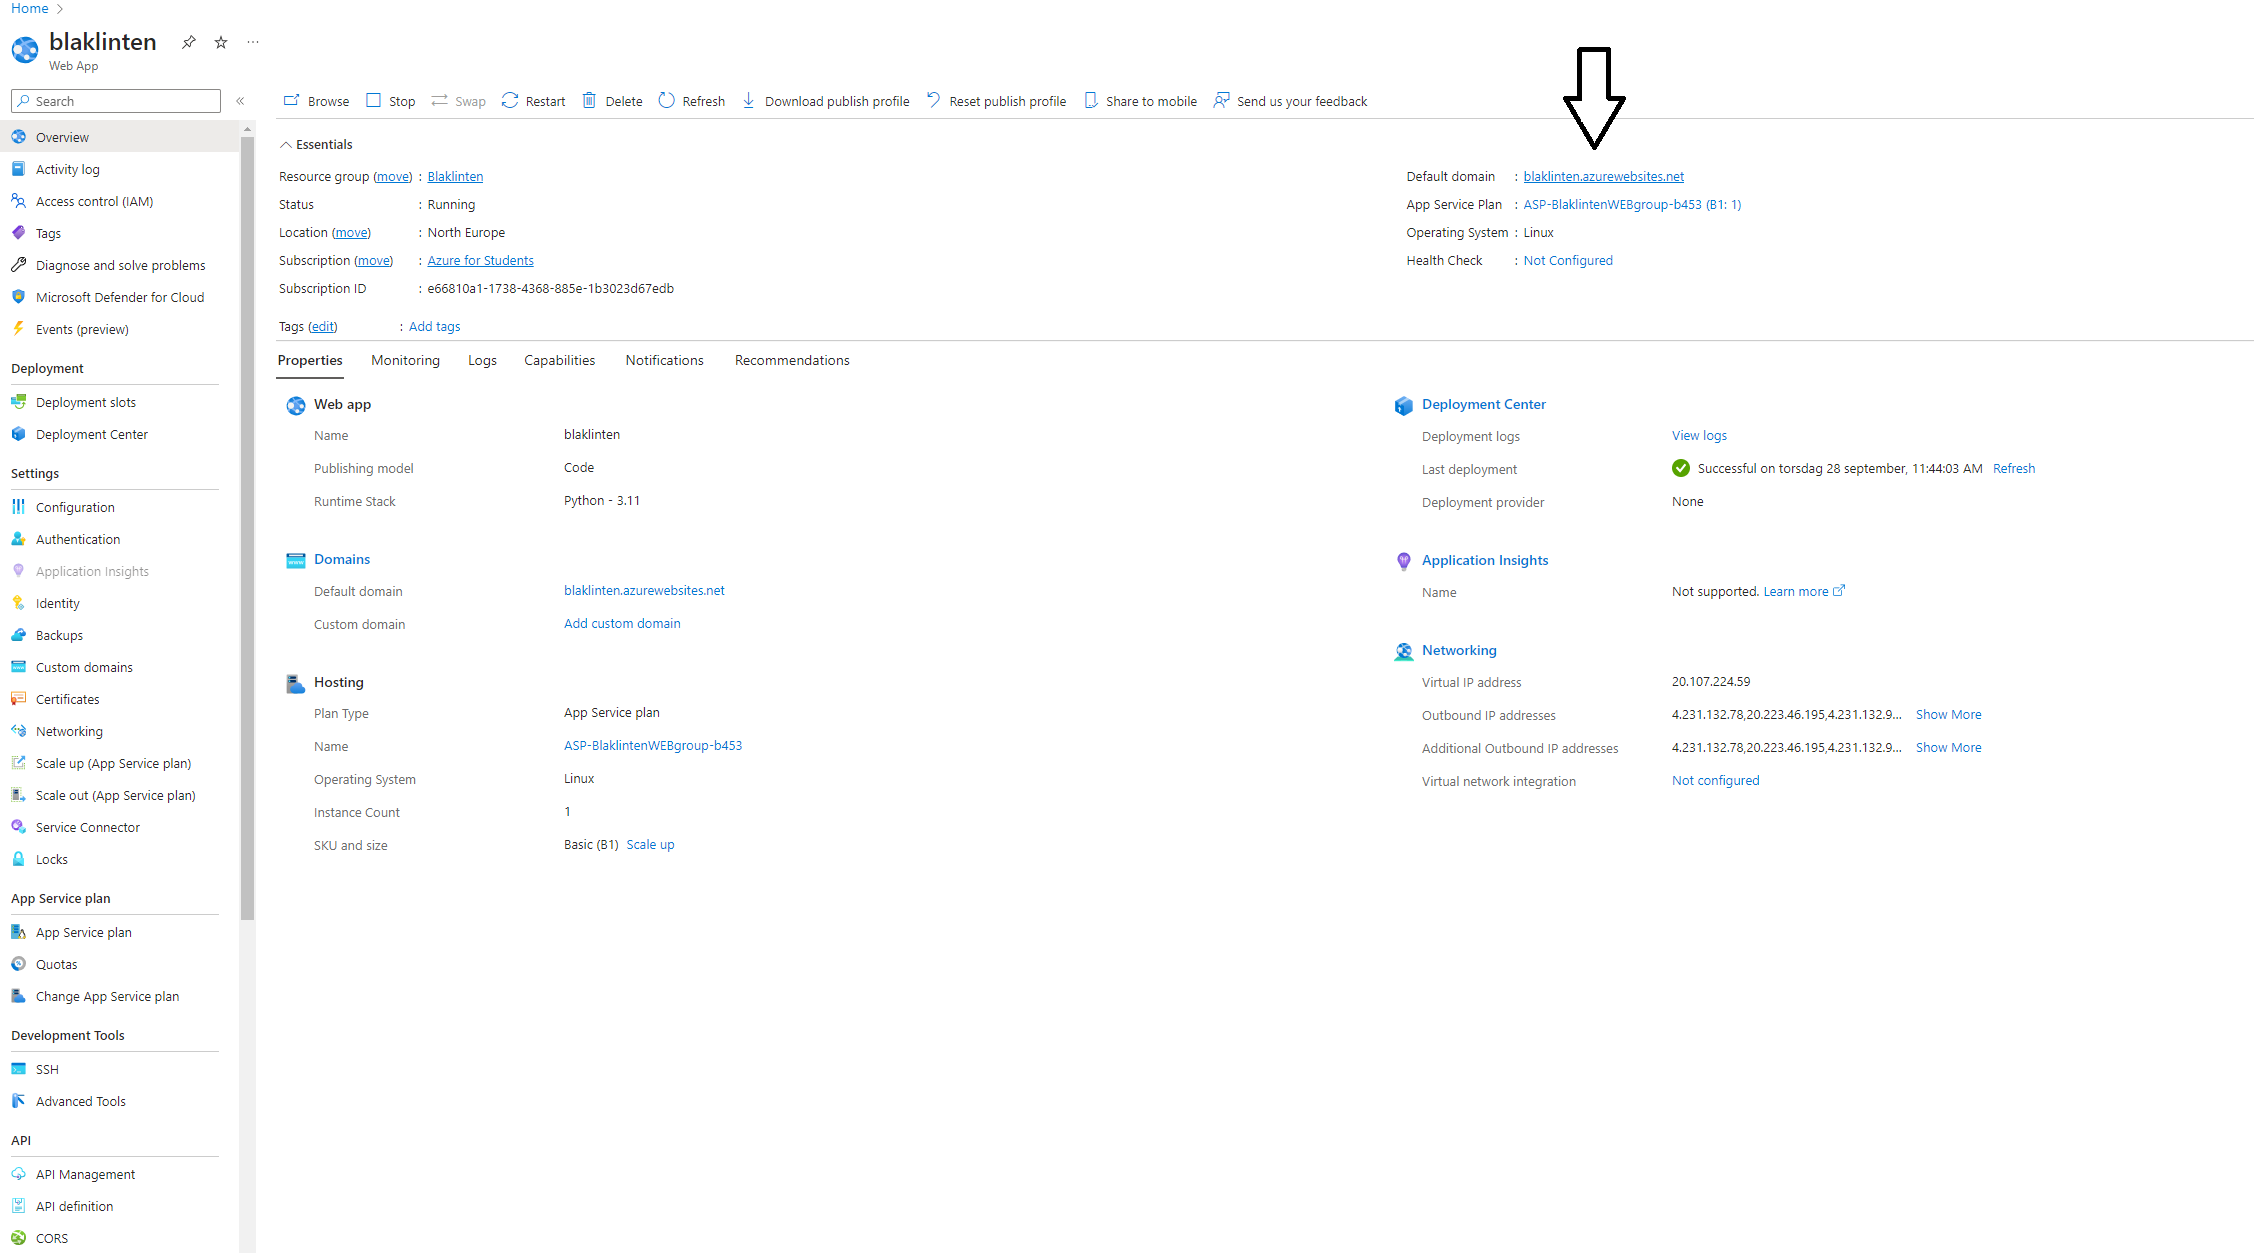 Home
blaklinten
Web App
Search
Overview
Activity log
Access control (IAM)
Tags
Diagnose and solve problems
Microsoft Defender for Cloud
Events (preview)
Deployment
Deployment slots
Deployment Center
Settings
Configuration
Authentication
Application Insights
Identity
Backups
Custom domains
Certificates
Networking
Scale up (App Service plan)
Scale out (App Service plan)
Service Connector
Locks
App Service plan
App Service plan
Quotas
Change App Service plan
Development Tools
SSH
Advanced Tools
API
API Management
API definition
CORS
Browse Stop Swap Restart Delete Refresh Download publish profile Reset publish profile Share to mobile Send us your feedback
Essentials
Resource group (move) : Blaklinten
Status : Running
Location (move) : North Europe
Subscription (move) : Azure for Students
Subscription ID : e66810a1-1738-4368-885e-1b3023d67edb
Default domain : blaklinten.azurewebsites.net
App Service Plan : ASP-BlaklintenWEBgroup-b453 (B1: 1)
Operating System : Linux
Health Check : Not Configured
Tags (edit) : Add tags
Properties Monitoring Logs Capabilities Notifications Recommendations
Web app
Name blaklinten
Publishing model Code
Runtime Stack Python - 3.11
Domains
Default domain blaklinten.azurewebsites.net
Custom domain Add custom domain
Hosting
Plan Type App Service plan
Name ASP-BlaklintenWEBgroup-b453
Operating System Linux
Instance Count 1
SKU and size Basic (B1) Scale up
Deployment Center
Deployment logs View logs
Last deployment Successful on torsdag 28 september, 11:44:03 AM Refresh
Deployment provider None
Application Insights
Name Not supported. Learn more
Networking
Virtual IP address 20.107.224.59
Outbound IP addresses 4.231.132.78,20.223.46.195,4.231.132.9... Show More
Additional Outbound IP addresses 4.231.132.78,20.223.46.195,4.231.132.9... Show More
Virtual network integration Not configured